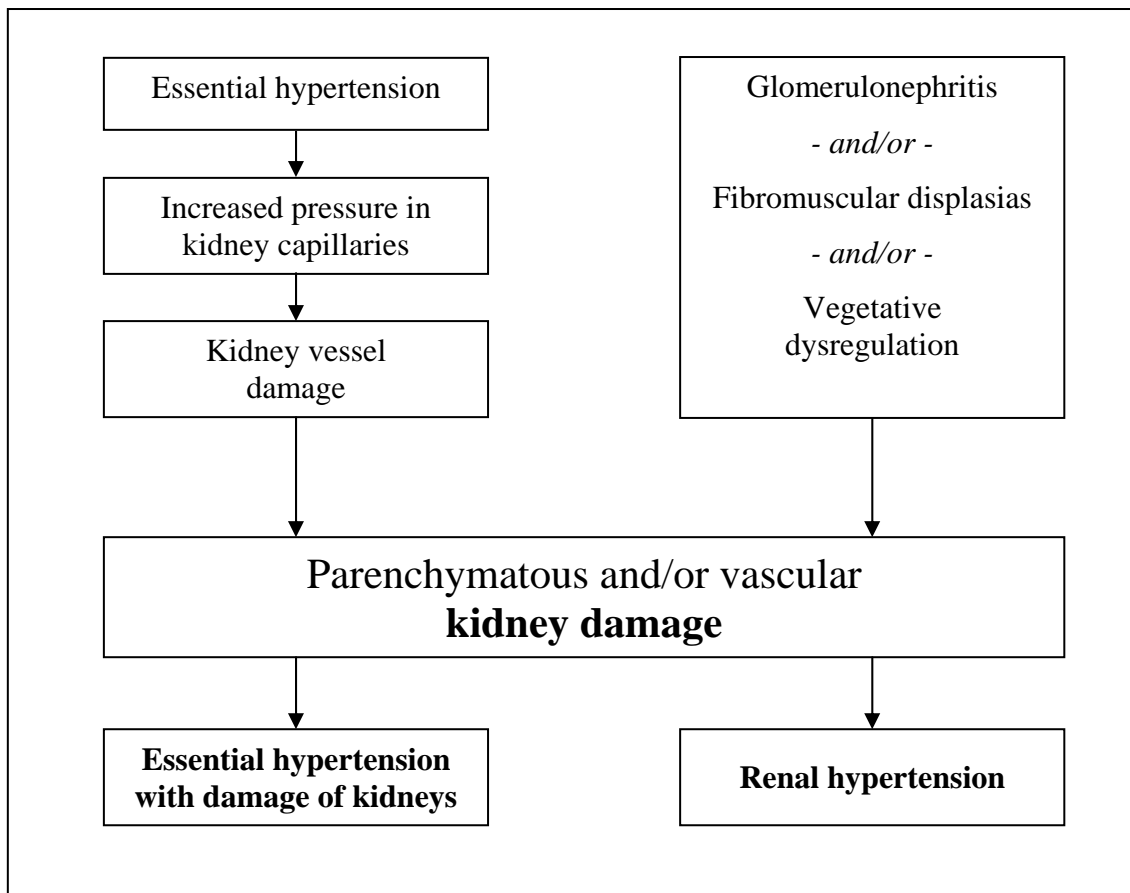 Essential hypertension
Increased pressure in
kidney capillaries
Kidney vessel
damage
Glomerulonephritis
- and/or -
Fibromuscular displasias
- and/or -
Vegetative
dysregulation
Parenchymatous and/or vascular
kidney damage
Essential hypertension
with damage of kidneys
Renal hypertension